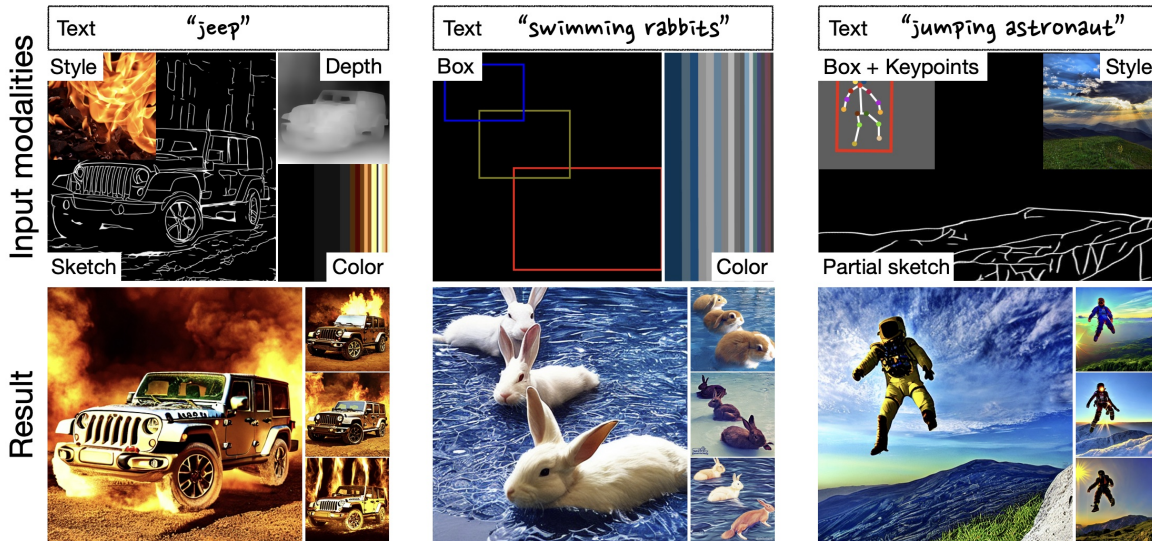 Input modalities
Text "jeep"
Style
Depth
Sketch
Color
Text "swimming rabbits"
Box
Color
Text "jumping astronaut"
Box + Keypoints
Style
Partial sketch
Result